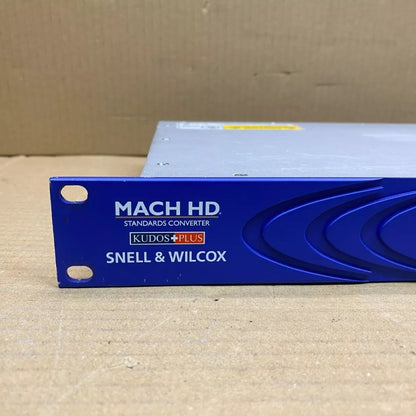 MACH HD
STANDARDS CONVERTER
KUDOS+PLUS
SNELL & WILCOX